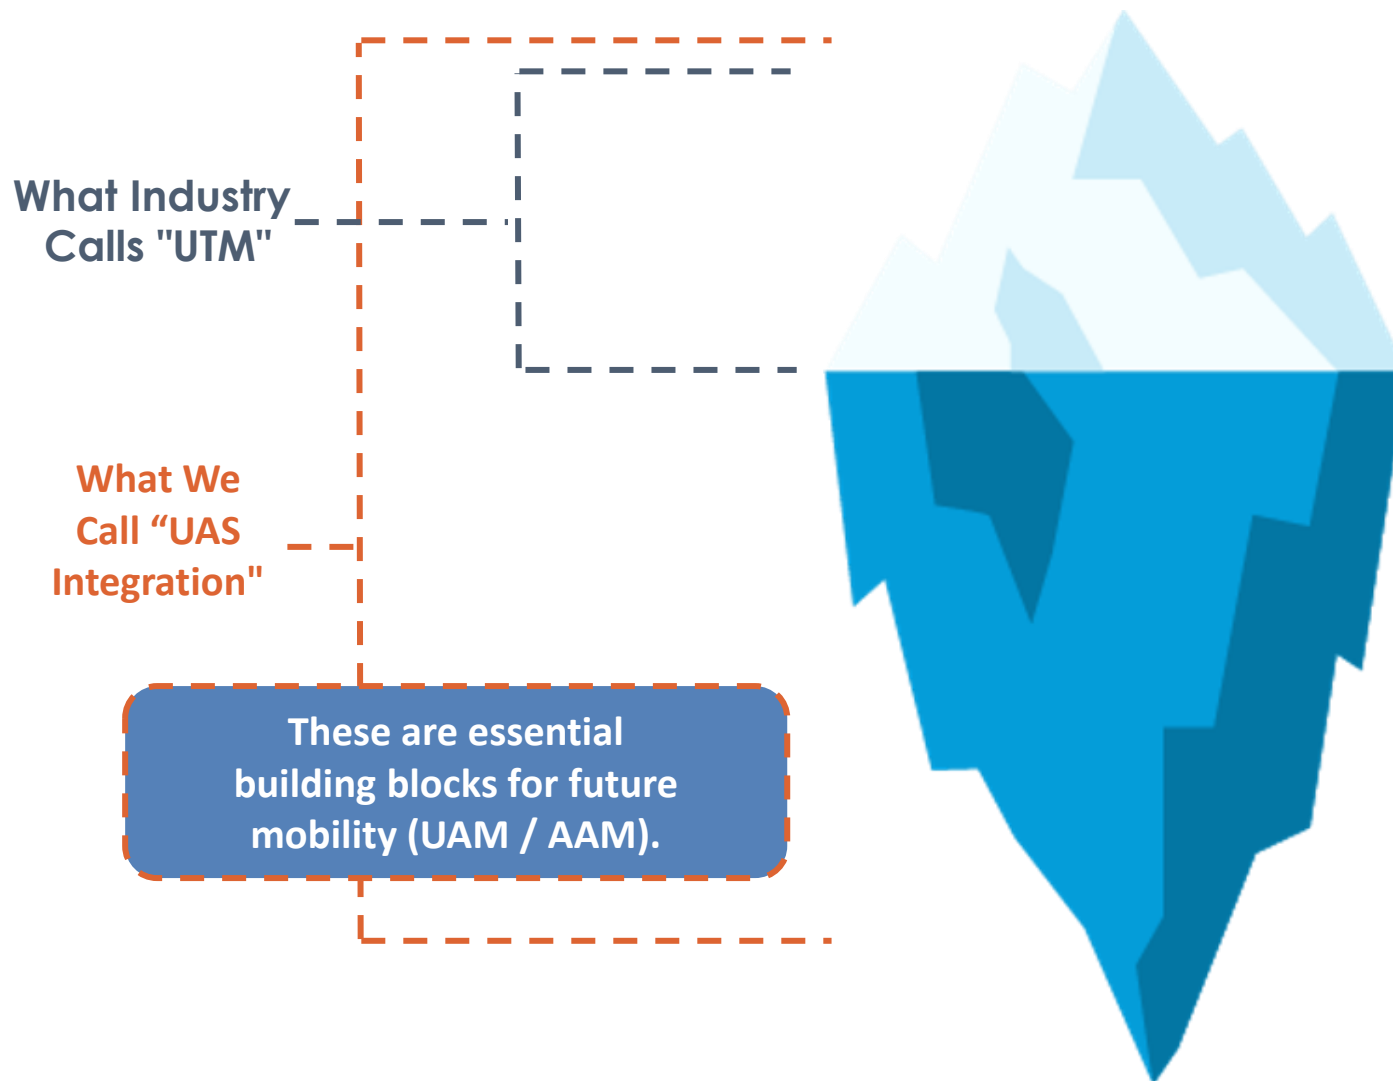 What Industry
Calls "UTM"
What We
Call “UAS
Integration"
These are essential
building blocks for future
mobility (UAM / AAM).